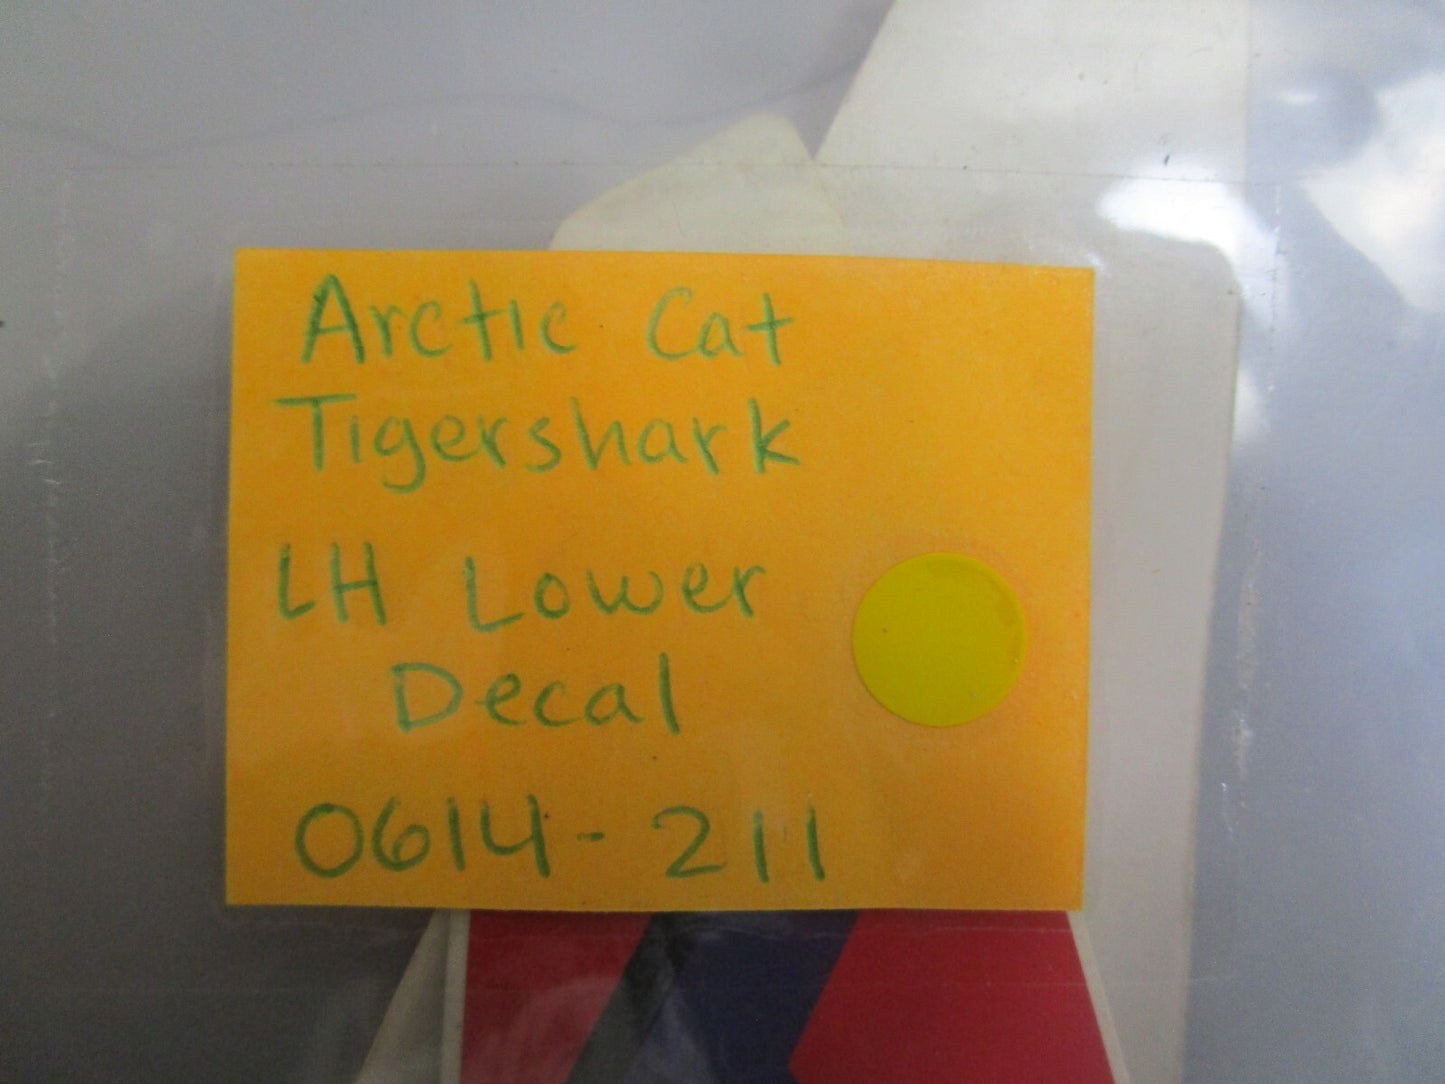 Arctic Cat
Tigershark
LH Lower
Decal
0614-211